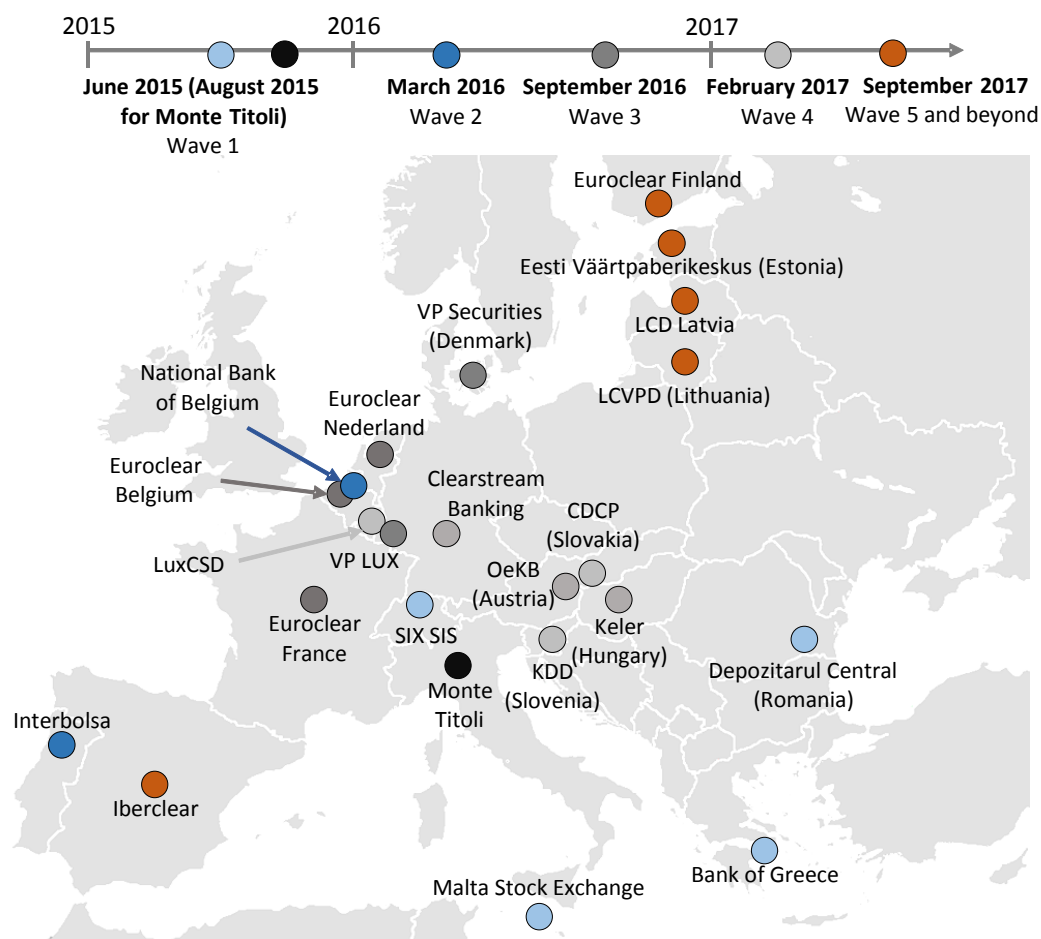 2015
2016
2017
June 2015 (August 2015
for Monte Titoli)
Wave 1
March 2016
Wave 2
September 2016
Wave 3
February 2017
Wave 4
September 2017
Wave 5 and beyond
Euroclear Finland
Eesti Väärtpaberikeskus (Estonia)
LCD Latvia
LCVPD (Lithuania)
VP Securities
(Denmark)
National Bank
of Belgium
Euroclear
Nederland
Euroclear
Belgium
Clearstream
Banking
CDCP
(Slovakia)
LuxCSD
VP LUX
OeKB
(Austria)
Euroclear
France
SIX SIS
Keler
(Hungary)
KDD
(Slovenia)
Monte
Titoli
Depozitarul Central
(Romania)
Interbolsa
Iberclear
Bank of Greece
Malta Stock Exchange